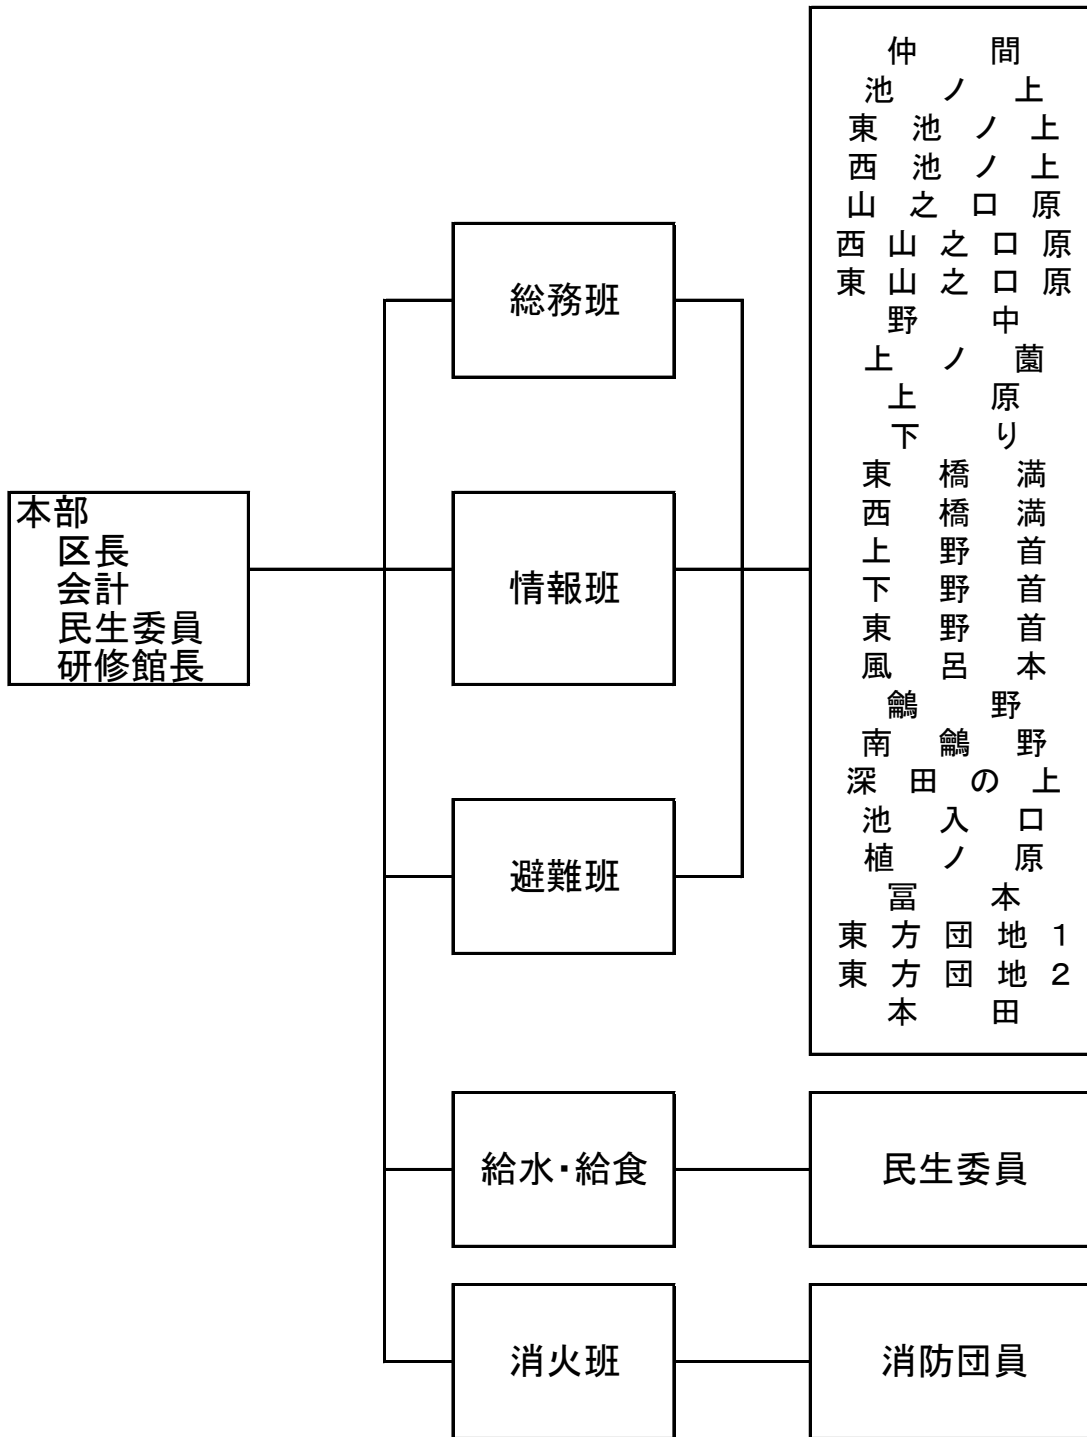 本部
区長
会計
民生委員
研修館長
総務班
情報班
避難班
給水・給食
消火班
仲間
池ノ上
東池ノ上
西池ノ上
山之口原
西山之口原
東山之口原
野中
上ノ薗
上原
下り
東橋満
西橋満
上野首
下野首
東野首
風呂本
鸙野
南鸙野
深田の上
池入口
植ノ原
冨本
東方団地1
東方団地2
本田
民生委員
消防団員